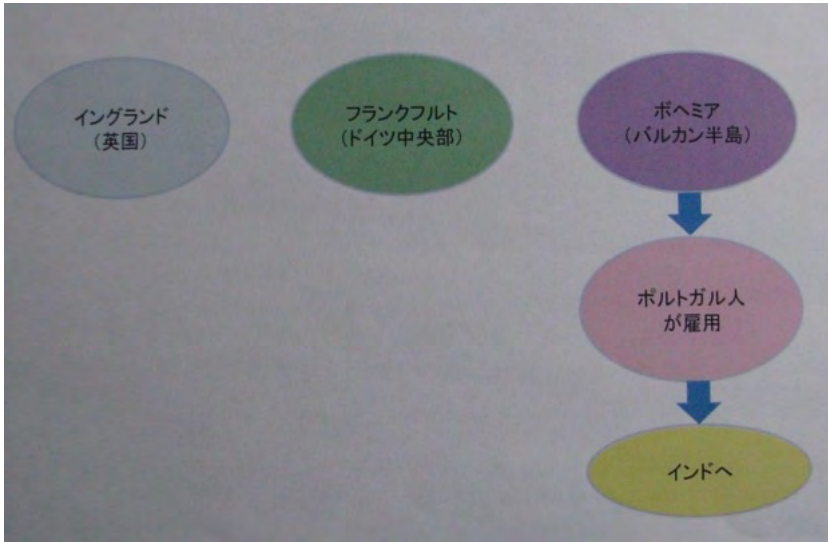 イングランド
(英国)
フランクフルト
(ドイツ中央部)
ボヘミア
(バルカン半島)
ポルトガル人
が雇用
インドへ